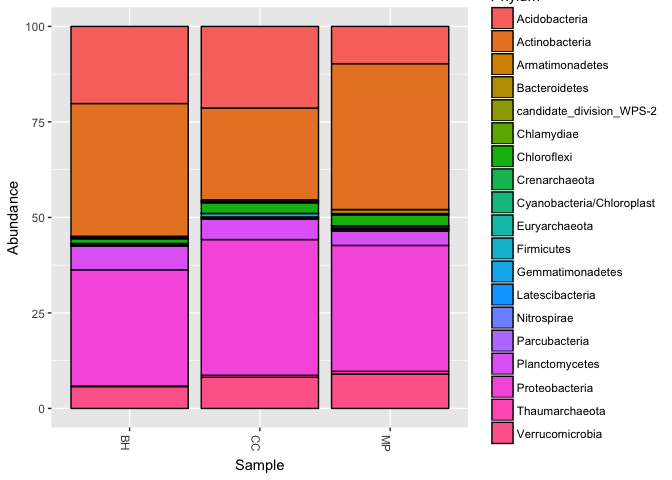 Phylum
100
75
50
25
0
Abundance
BH
CC
MP
Sample
Acidobacteria
Actinobacteria
Armatimonadetes
Bacteroidetes
candidate_division_WPS-2
Chlamydiae
Chloroflexi
Crenarchaeota
Cyanobacteria/Chloroplast
Euryarchaeota
Firmicutes
Gemmatimonadetes
Latescibacteria
Nitrospirae
Parcubacteria
Planctomycetes
Proteobacteria
Thaumarchaeota
Verrucomicrobia